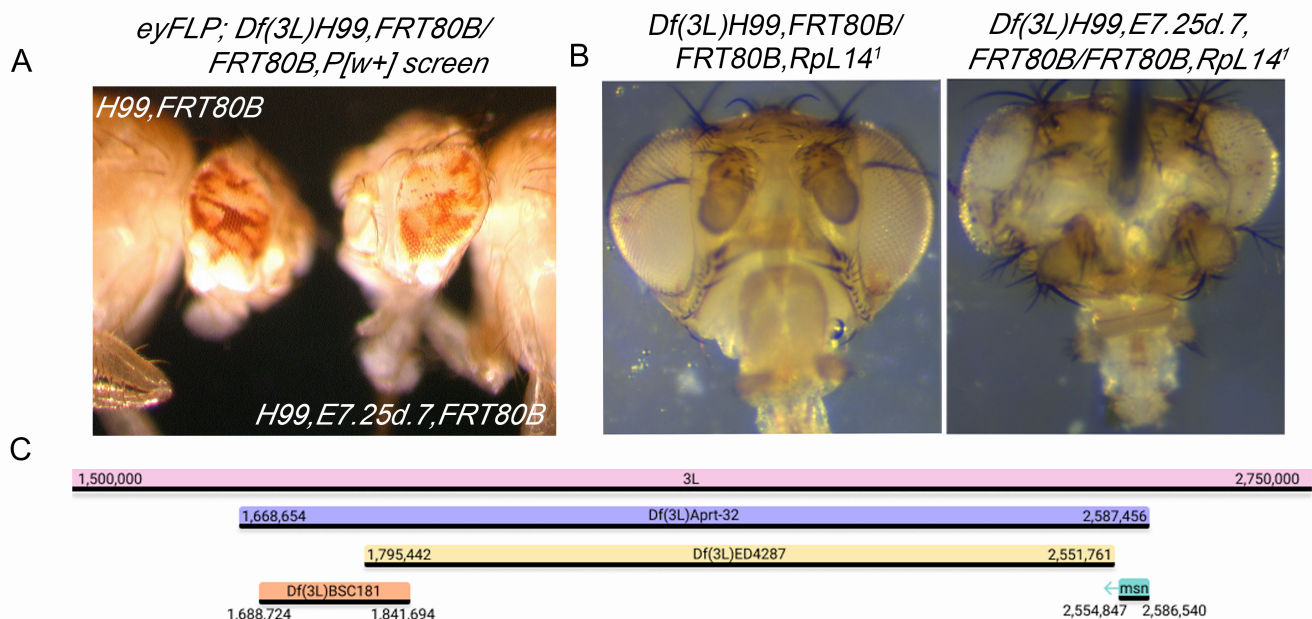 A
eyFLP; Df(3L)H99,FRT80B/
FRT80B,P[w+] screen
H99,FRT80B
H99,E7.25d.7,FRT80B
B
Df(3L)H99,FRT80B/
FRT80B,RpL14¹
Df(3L)H99,E7.25d.7,
FRT80B/FRT80B,RpL14¹
C
1,500,000 3L 2,750,000
1,668,654 Df(3L)Aprt-32 2,587,456
1,795,442 Df(3L)ED4287 2,551,761
Df(3L)BSC181 msn
1,688,724 1,841,694 2,554,847 2,586,540